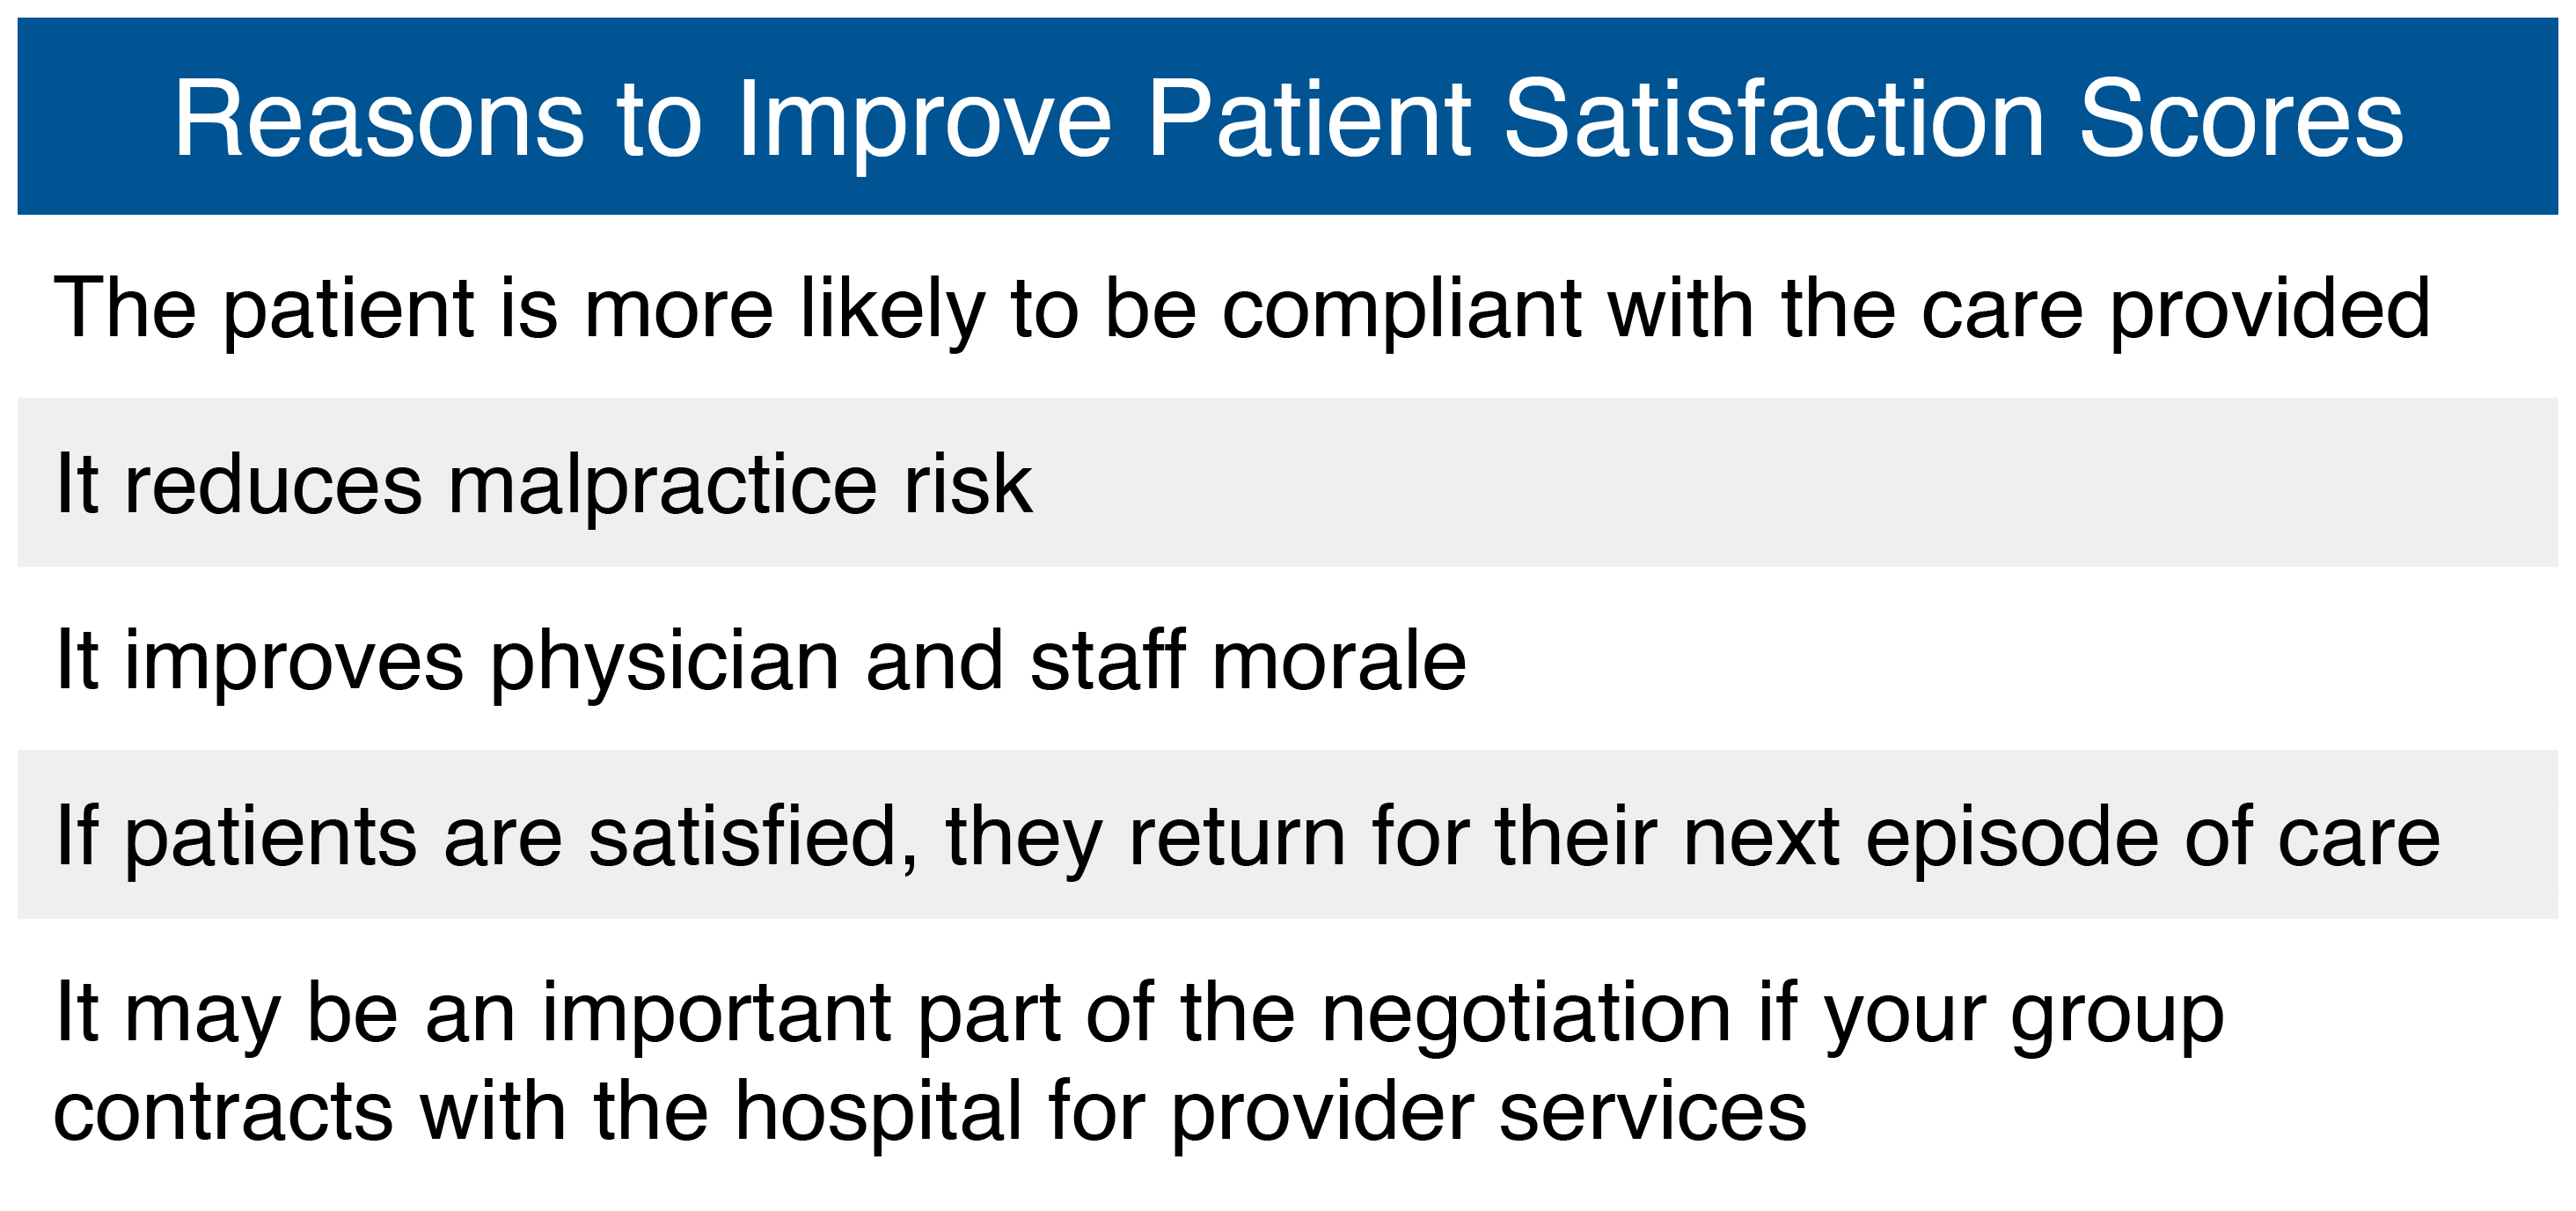 Reasons to Improve Patient Satisfaction Scores
The patient is more likely to be compliant with the care provided
It reduces malpractice risk
It improves physician and staff morale
If patients are satisfied, they return for their next episode of care
It may be an important part of the negotiation if your group
contracts with the hospital for provider services